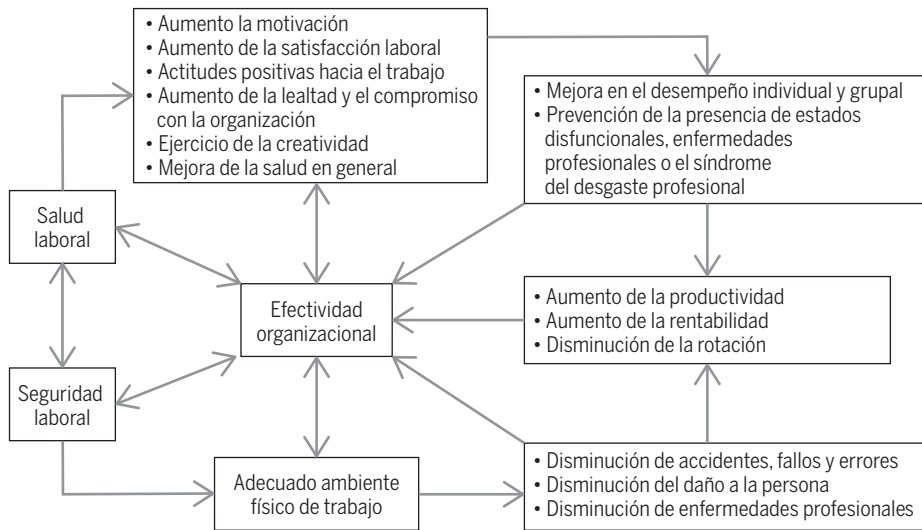 • Aumento la motivación
• Aumento de la satisfacción laboral
• Actitudes positivas hacia el trabajo
• Aumento de la lealtad y el compromiso
con la organización
• Ejercicio de la creatividad
• Mejora de la salud en general
• Mejora en el desempeño individual y grupal
• Prevención de la presencia de estados
disfuncionales, enfermedades
profesionales o el síndrome
del desgaste profesional
Salud
laboral
Efectividad
organizacional
• Aumento de la productividad
• Aumento de la rentabilidad
• Disminución de la rotación
Seguridad
laboral
Adecuado ambiente
físico de trabajo
• Disminución de accidentes, fallos y errores
• Disminución del daño a la persona
• Disminución de enfermedades profesionales